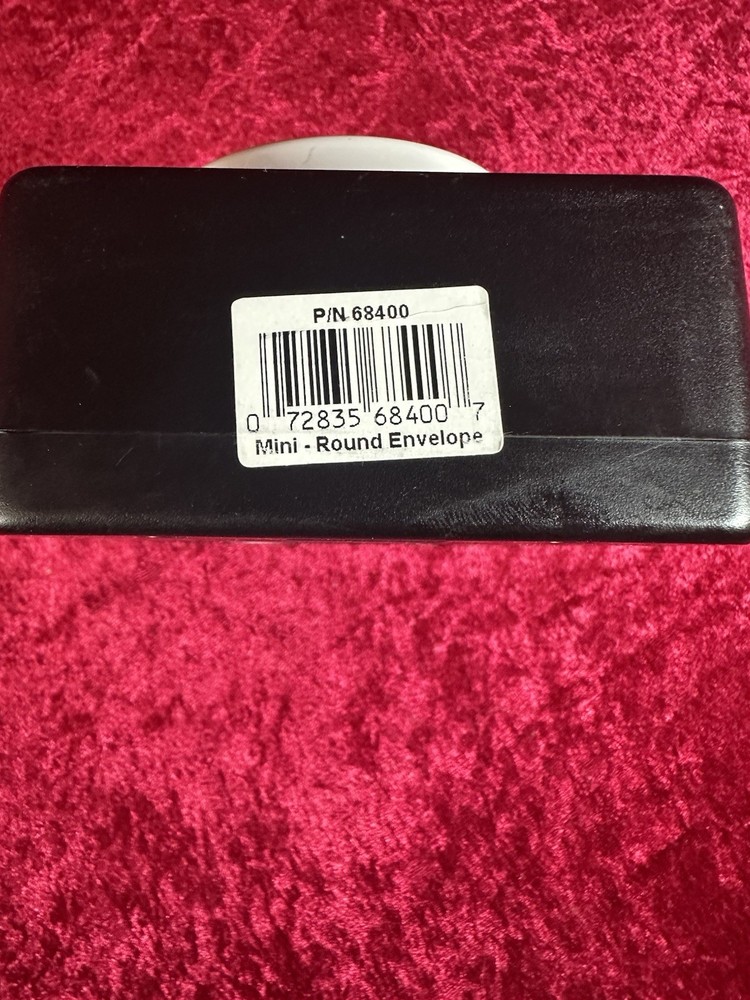 P/N 68400
0 72835 68400 7
Mini - Round Envelope